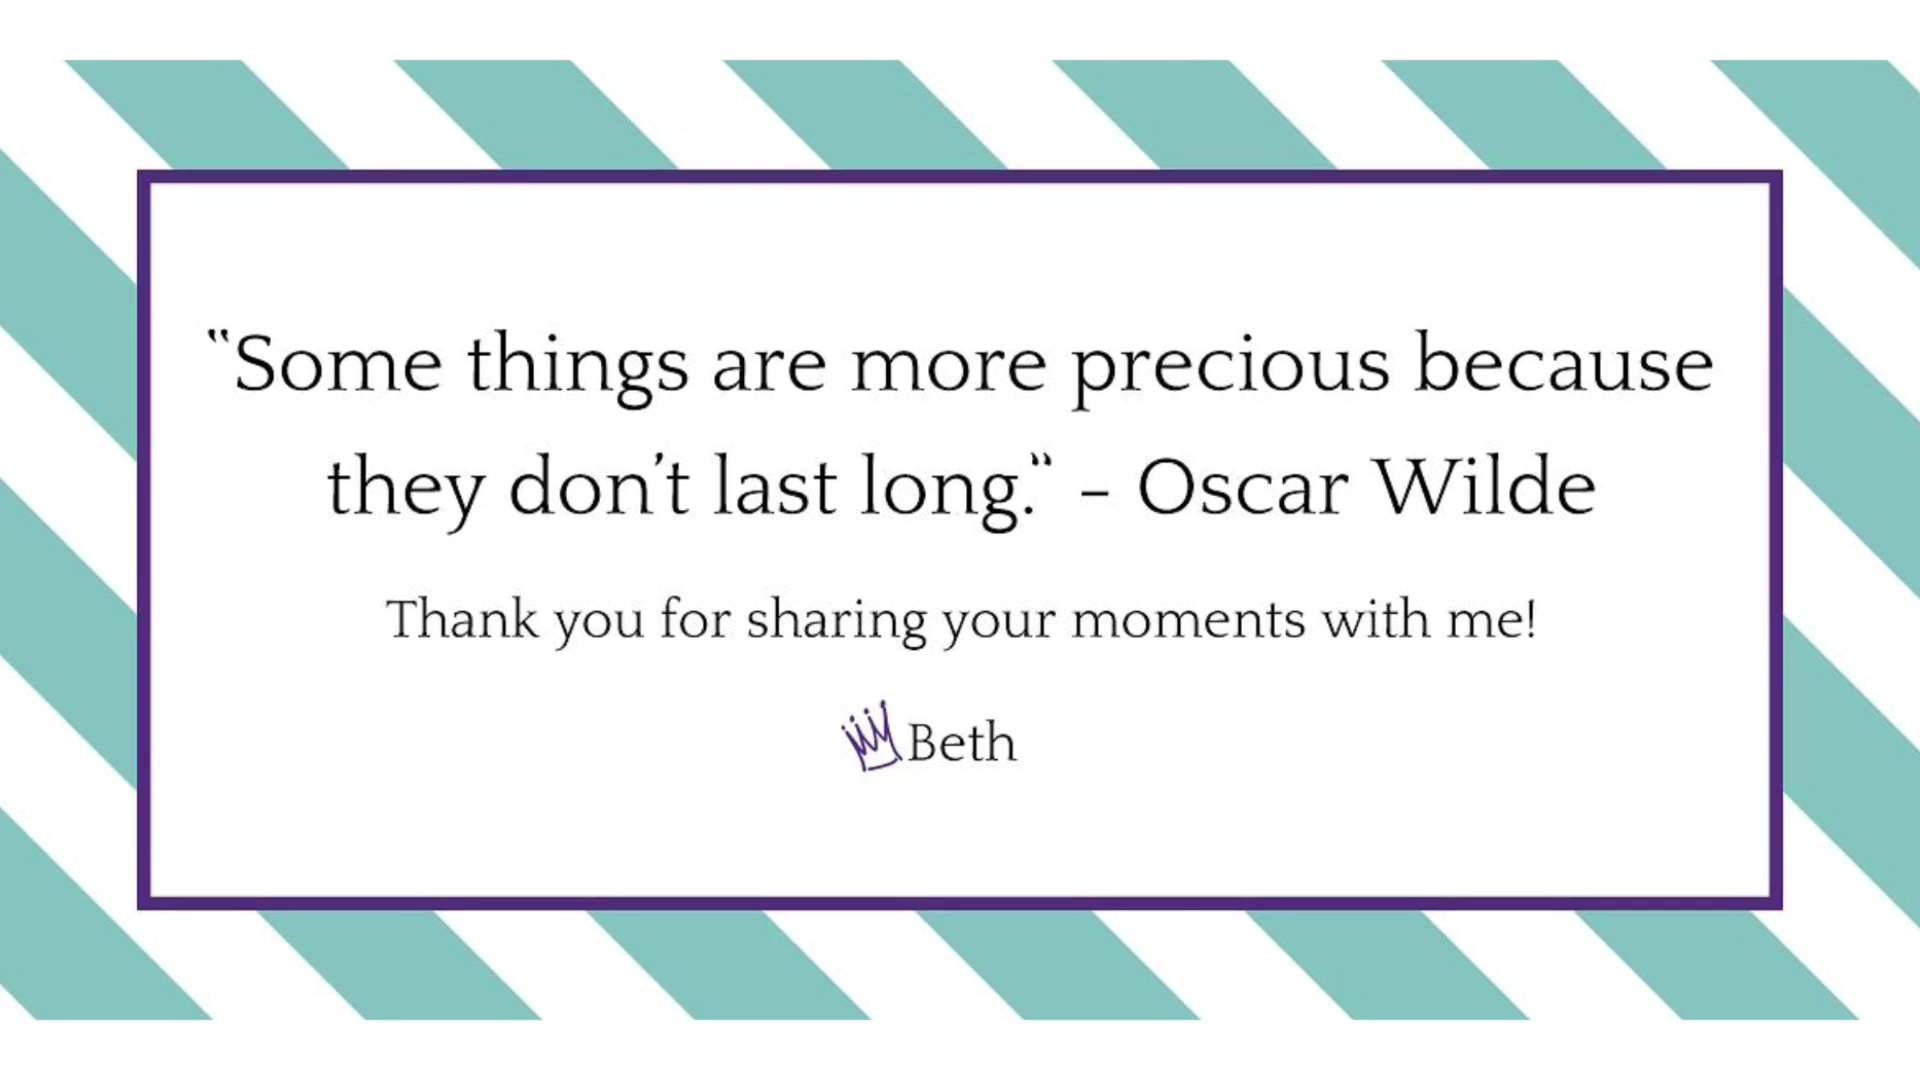 “Some things are more precious because
they don’t last long.” – Oscar Wilde
Thank you for sharing your moments with me!
Beth